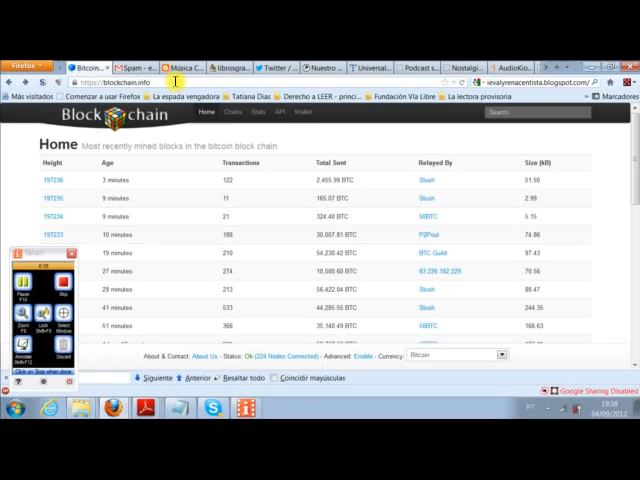 Firefox
Bitcoin...
Spam - e...
Música C...
librosgra...
Twitter / ...
Nuestro ...
Universal...
Podcast s...
Nostalgi...
AudioKio...
https://blockchain.info
ievalyrenacentista.blogspot.com/
Más visitados
Comenzar a usar Firefox
La espada vengadora
Tatiana Dias
Derecho a LEER - princi...
Fundación Vía Libre
La lectora provisoria
Marcadores
Block chain
Home
Charts
Stats
API
Wallet
Search
Home Most recently mined blocks in the bitcoin block chain
Height Age Transactions Total Sent Relayed By Size (kB)
197236 3 minutes 122 2,455.99 BTC Slush 51.50
197235 9 minutes 11 165.07 BTC Slush 2.99
197234 9 minutes 21 324.40 BTC 50BTC 5.15
197233 10 minutes 188 30,007.81 BTC P2Pool 74.86
19 minutes 210 54,230.42 BTC BTC Guild 97.43
27 minutes 274 10,500.60 BTC 83.226.182.229 70.56
29 minutes 213 56,422.04 BTC Slush 88.47
41 minutes 533 44,285.55 BTC Slush 244.35
51 minutes 366 35,140.49 BTC 50BTC 166.63
0:10
Pause
F10
Stop
Zoom
F9
Lock
Shift+F9
Select
Window
Annotate
Shift+F12
Discard
Click on Stop when done
About & Contact: About Us - Status: Ok (224 Nodes Connected) - Advanced: Enable - Currency: Bitcoin
Siguiente
Anterior
Resaltar todo
Coincidir mayúsculas
Google Sharing Disabled
PT
19:38
04/09/2012